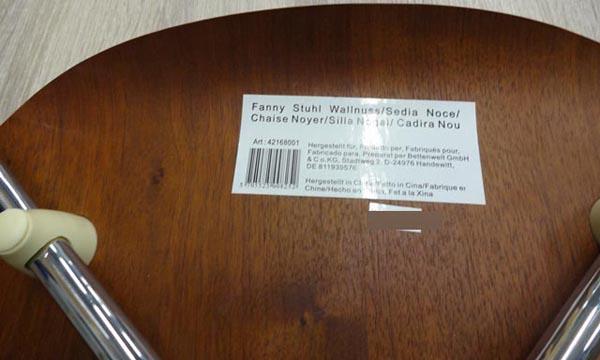 Fanny Stuhl Wallnuss/Sedia Noce/
Chaise Noyer/Silla Nogal/ Cadira Nou
Art.:42168001
Hergestellt für, Prodotto per, Fabriqués pour,
Fabricado para, Preparat per Bettenwelt GmbH
& Co.KG, Stadtweg 2, D-24976 Handewitt,
DE 811939576
Hergestellt in China/Fatto in Cina/Fabrique en
Chine/Hecho en China, Fet a la Xina